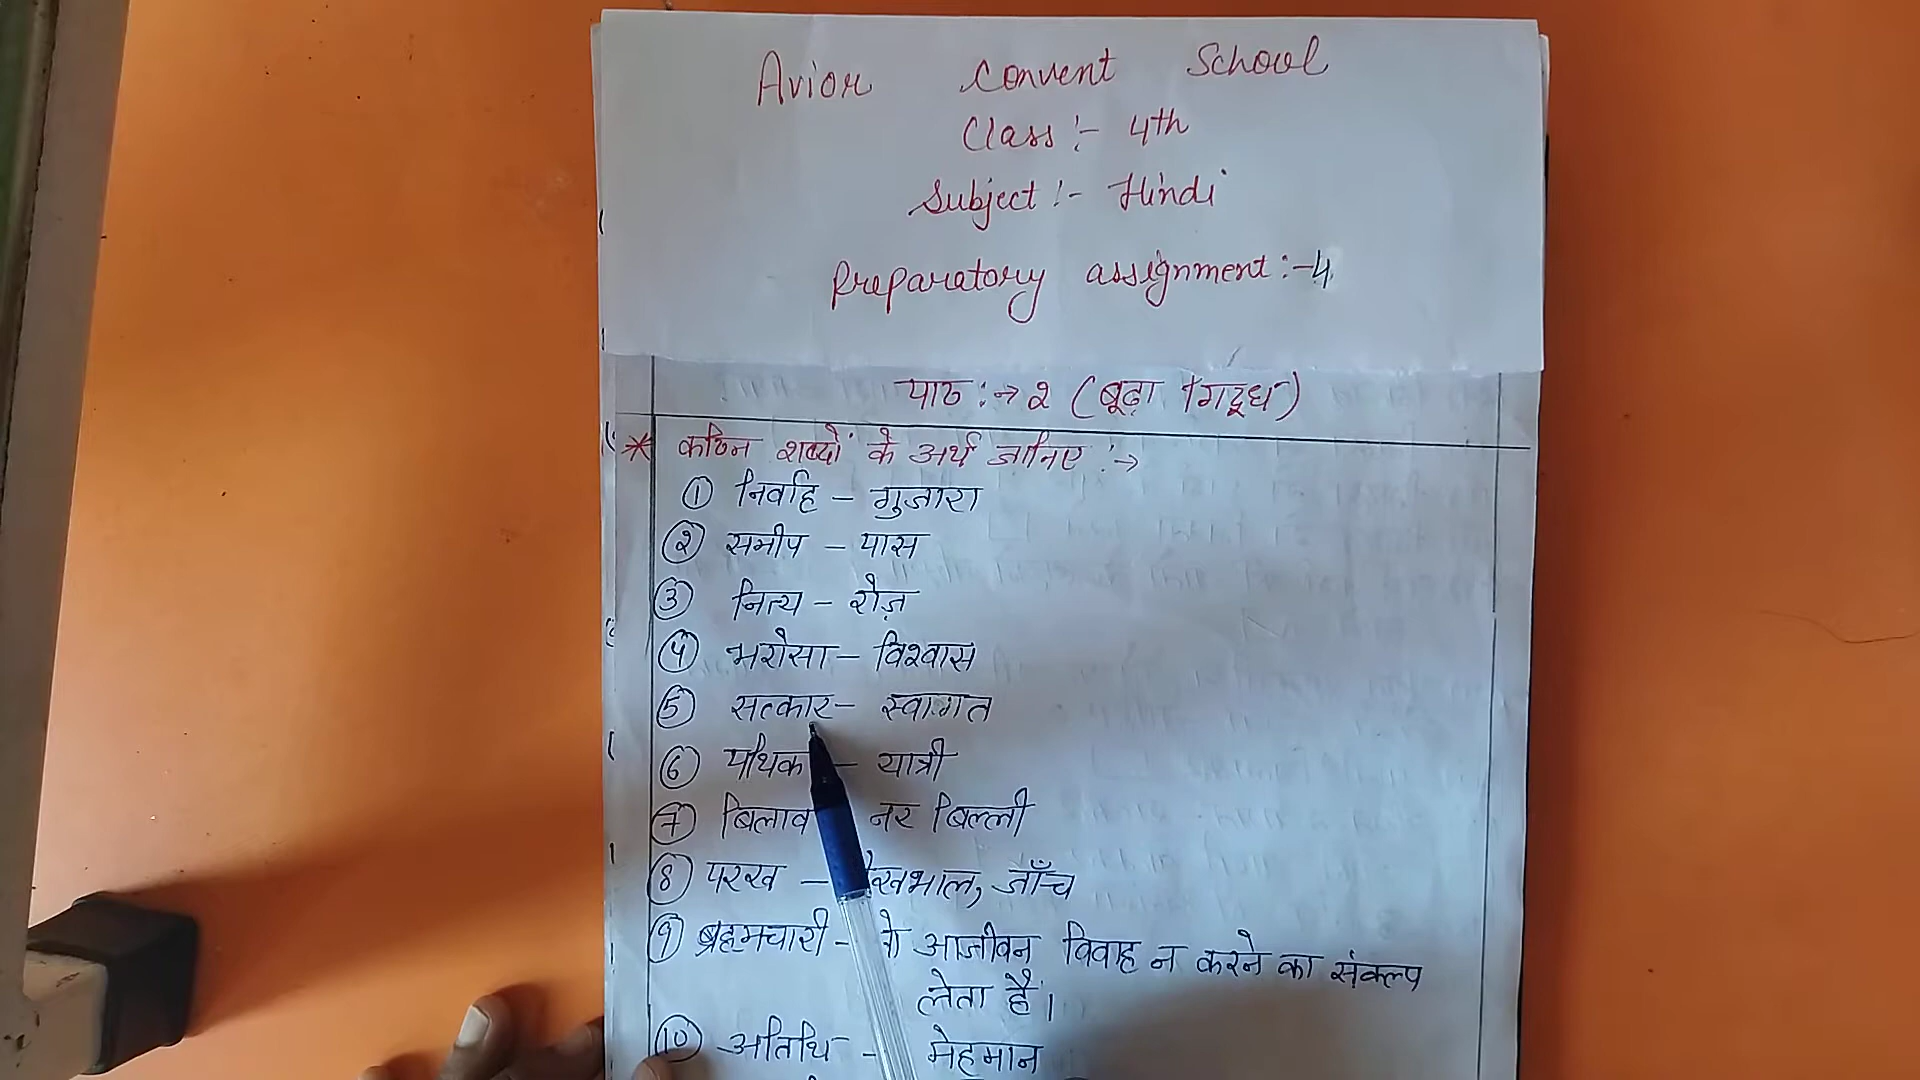 Avior Convent School
Class :- 4th
Subject :- Hindi
Preparatory assignment :-4
पाठ :→ २ (बूढ़ा गिद्ध)
* कठिन शब्दों के अर्थ जानिए :→
① निर्वाह – गुजारा
② समीप – पास
③ नित्य – रोज़
④ भरोसा – विश्वास
⑤ सत्कार – स्वागत
⑥ पथिक – यात्री
⑦ बिलाव नर बिल्ली
⑧ परख – जाँच
⑨ ब्रह्मचारी – आजीवन विवाह न करने का संकल्प
लेता है।
⑩ अतिथि – मेहमान